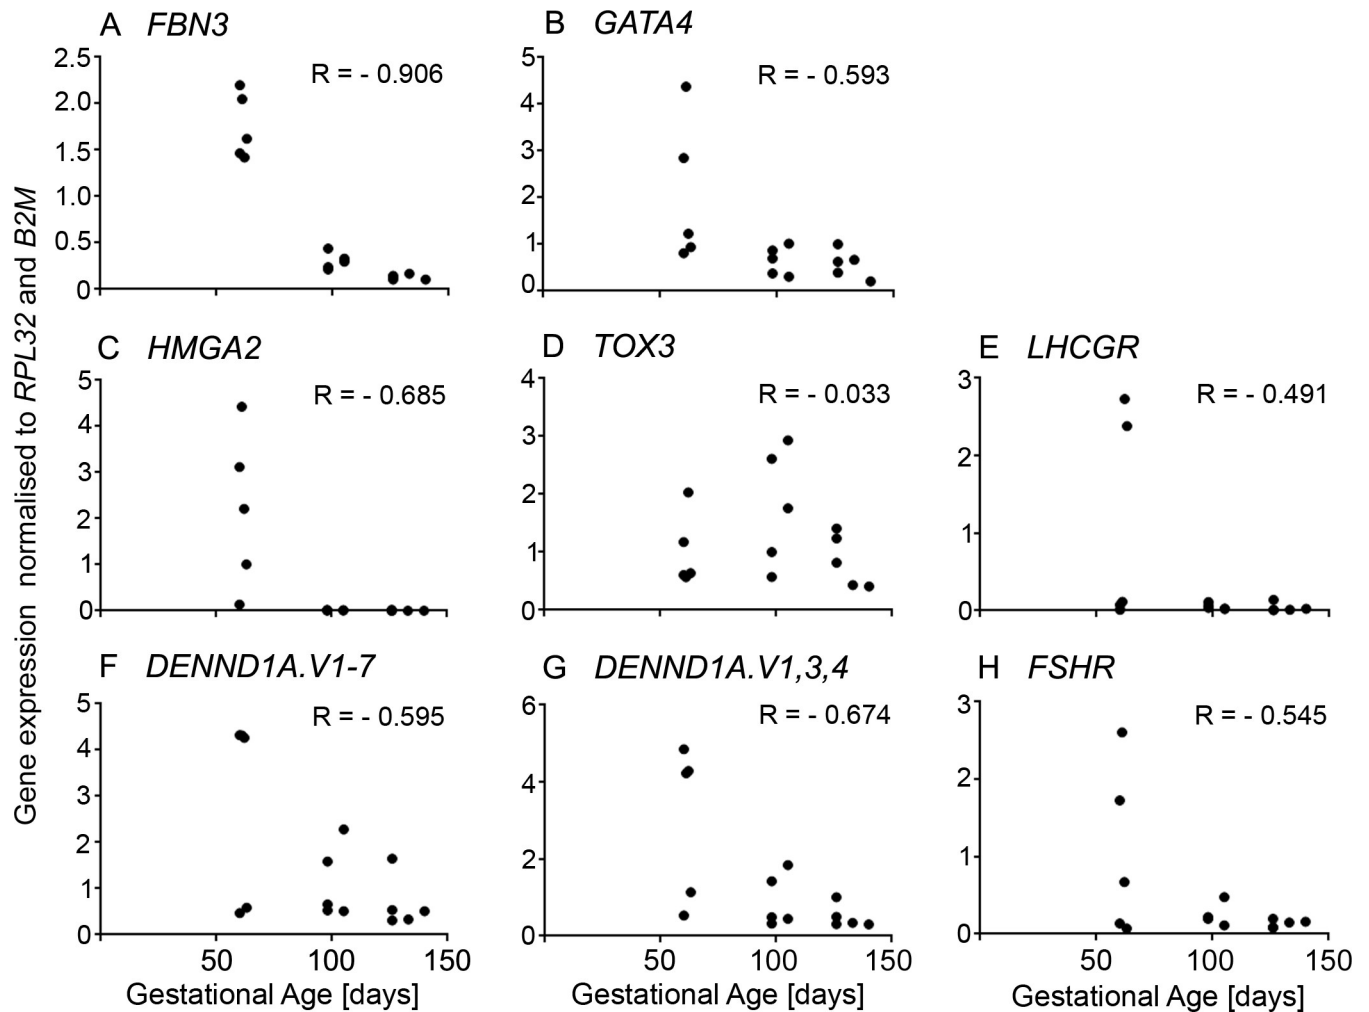 A FBN3
B GATA4
2.5
2.0
1.5
1.0
0.5
0
R = - 0.906
5
4
3
2
1
0
R = - 0.593
Gene expression normalised to RPL32 and B2M
C HMGA2
D TOX3
E LHCGR
5
4
3
2
1
0
R = - 0.685
4
3
2
1
0
R = - 0.033
3
2
1
0
R = - 0.491
F DENND1A.V1-7
G DENND1A.V1,3,4
H FSHR
5
4
3
2
1
0
R = - 0.595
6
4
2
0
R = - 0.674
3
2
1
0
R = - 0.545
50 100 150
50 100 150
50 100 150
Gestational Age [days]
Gestational Age [days]
Gestational Age [days]